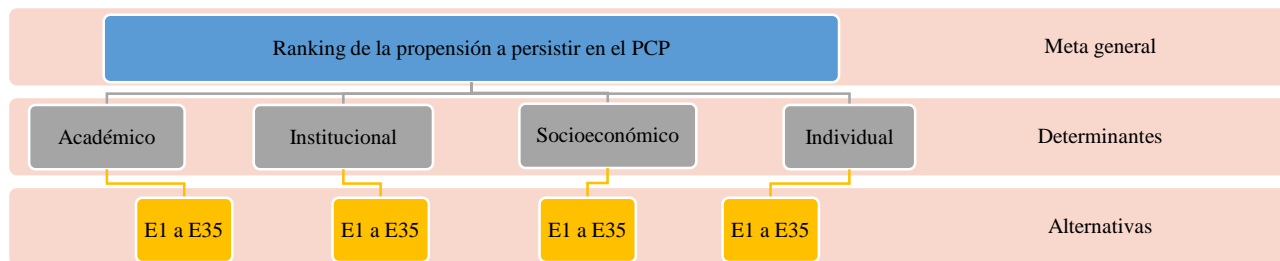 Ranking de la propensión a persistir en el PCP
Meta general
Académico
Institucional
Socioeconómico
Individual
Determinantes
E1 a E35
E1 a E35
E1 a E35
E1 a E35
Alternativas